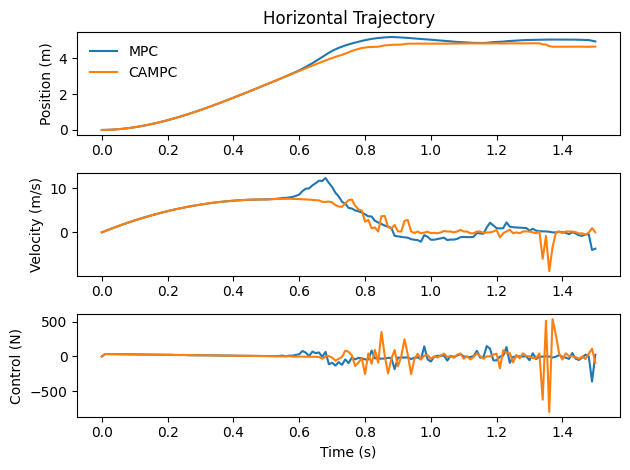 Horizontal Trajectory
Position (m)
4
2
0
MPC
CAMPC
0.0 0.2 0.4 0.6 0.8 1.0 1.2 1.4
Velocity (m/s)
10
0
0.0 0.2 0.4 0.6 0.8 1.0 1.2 1.4
Control (N)
500
0
−500
0.0 0.2 0.4 0.6 0.8 1.0 1.2 1.4
Time (s)